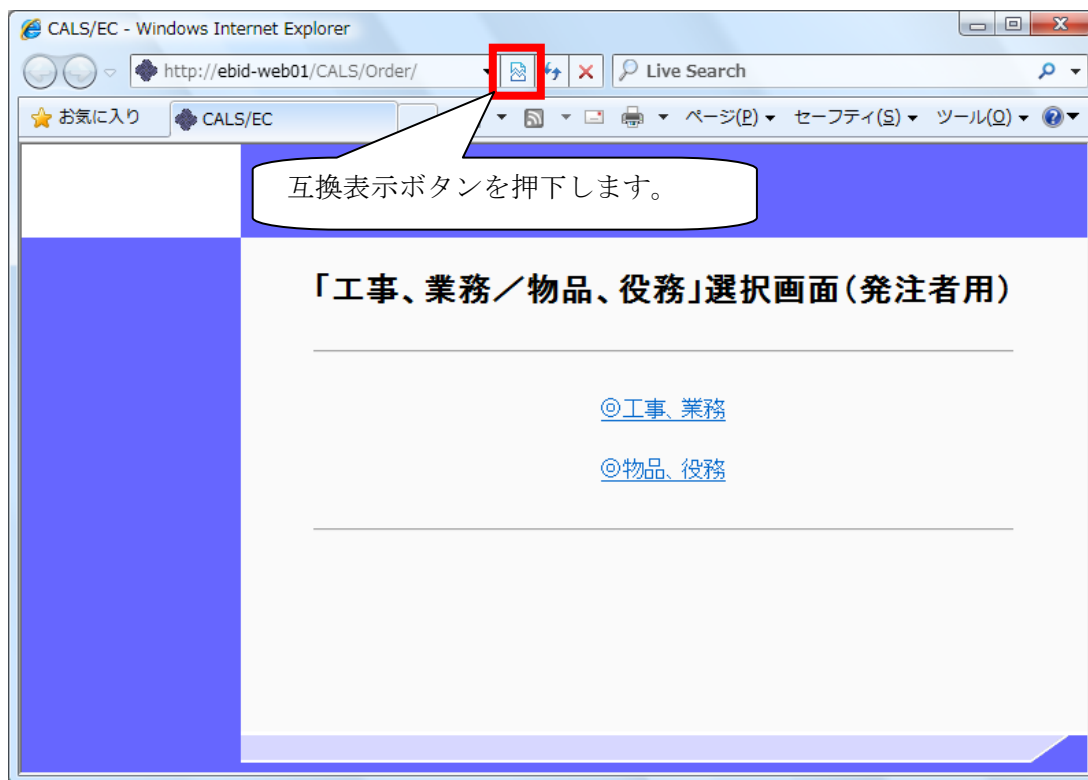 CALS/EC - Windows Internet Explorer
http://ebid-web01/CALS/Order/
Live Search
お気に入り
CALS/EC
ページ(P)
セーフティ(S)
ツール(O)
互換表示ボタンを押下します。
「工事、業務／物品、役務」選択画面(発注者用)
◎工事、業務
◎物品、役務